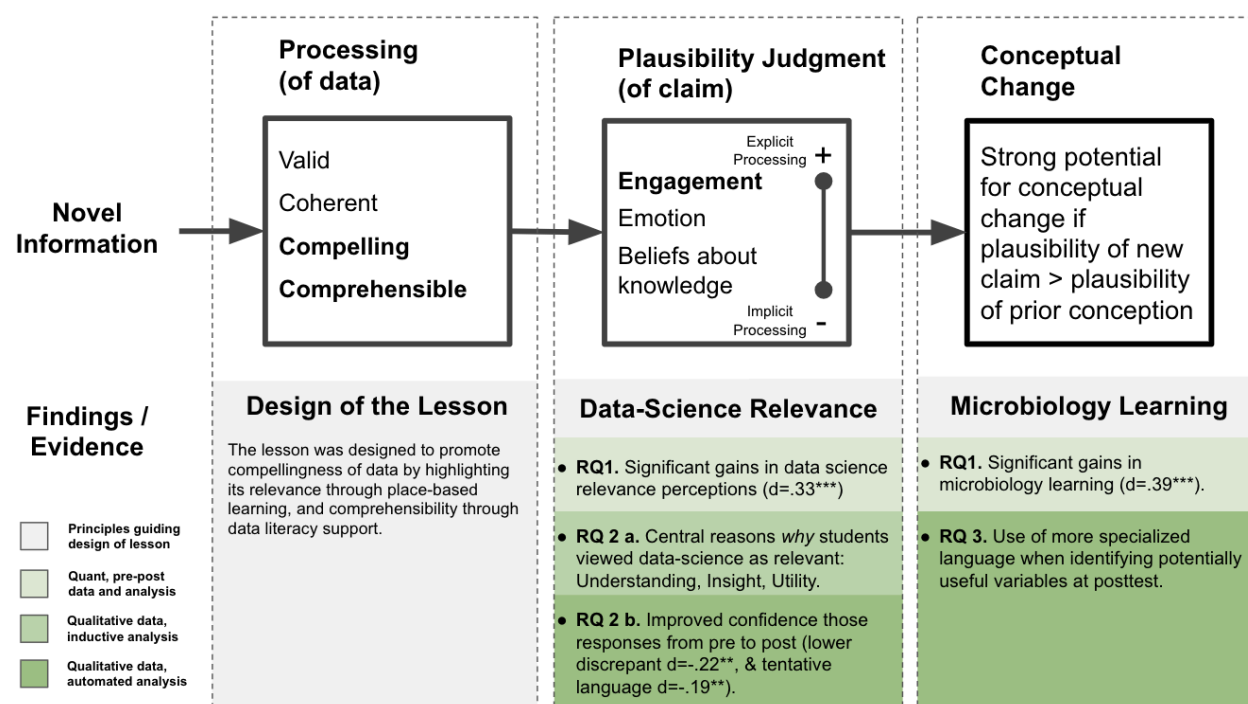 Processing
(of data)
Plausibility Judgment
(of claim)
Conceptual
Change
Novel
Information
Valid
Coherent
Compelling
Comprehensible
Explicit
Processing
+
Engagement
Emotion
Beliefs about
knowledge
Implicit
Processing
-
Strong potential
for conceptual
change if
plausibility of new
claim > plausibility
of prior conception
Findings /
Evidence
Design of the Lesson
The lesson was designed to promote
compellingness of data by highlighting
its relevance through place-based
learning, and comprehensibility through
data literacy support.
Data-Science Relevance
● RQ1. Significant gains in data science
relevance perceptions (d=.33***)
● RQ 2 a. Central reasons why students
viewed data-science as relevant:
Understanding, Insight, Utility.
● RQ 2 b. Improved confidence those
responses from pre to post (lower
discrepant d=-.22**, & tentative
language d=-.19**).
Microbiology Learning
● RQ1. Significant gains in
microbiology learning (d=.39***).
● RQ 3. Use of more specialized
language when identifying potentially
useful variables at posttest.
Principles guiding
design of lesson
Quant, pre-post
data and analysis
Qualitative data,
inductive analysis
Qualitative data,
automated analysis